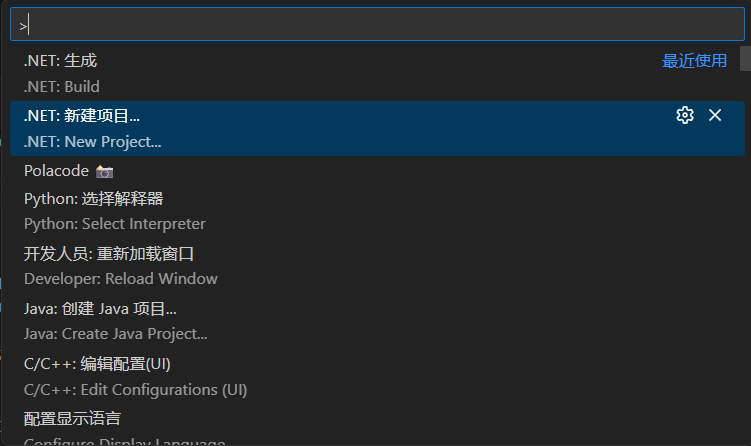 >
.NET: 生成
最近使用
.NET: Build
.NET: 新建项目...
.NET: New Project...
Polacode 📸
Python: 选择解释器
Python: Select Interpreter
开发人员: 重新加载窗口
Developer: Reload Window
Java: 创建 Java 项目...
Java: Create Java Project...
C/C++: 编辑配置(UI)
C/C++: Edit Configurations (UI)
配置显示语言
Configure Display Language